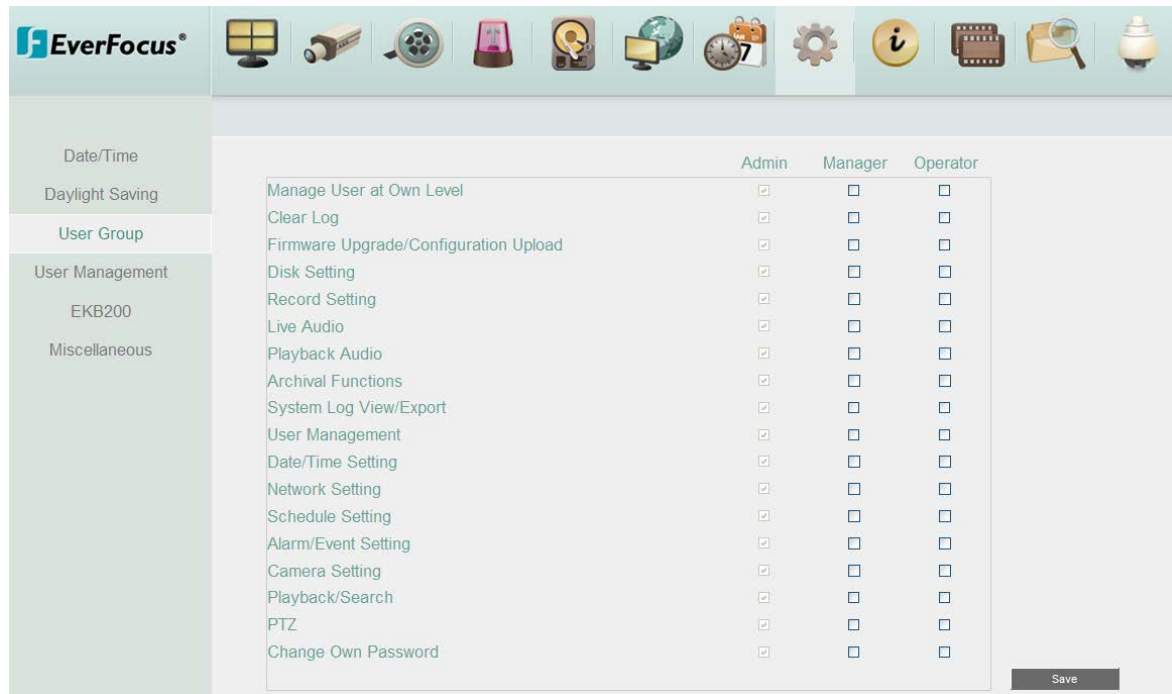 EverFocus®
7
i
Date/Time
Daylight Saving
User Group
User Management
EKB200
Miscellaneous
Admin Manager Operator
Manage User at Own Level
Clear Log
Firmware Upgrade/Configuration Upload
Disk Setting
Record Setting
Live Audio
Playback Audio
Archival Functions
System Log View/Export
User Management
Date/Time Setting
Network Setting
Schedule Setting
Alarm/Event Setting
Camera Setting
Playback/Search
PTZ
Change Own Password
Save